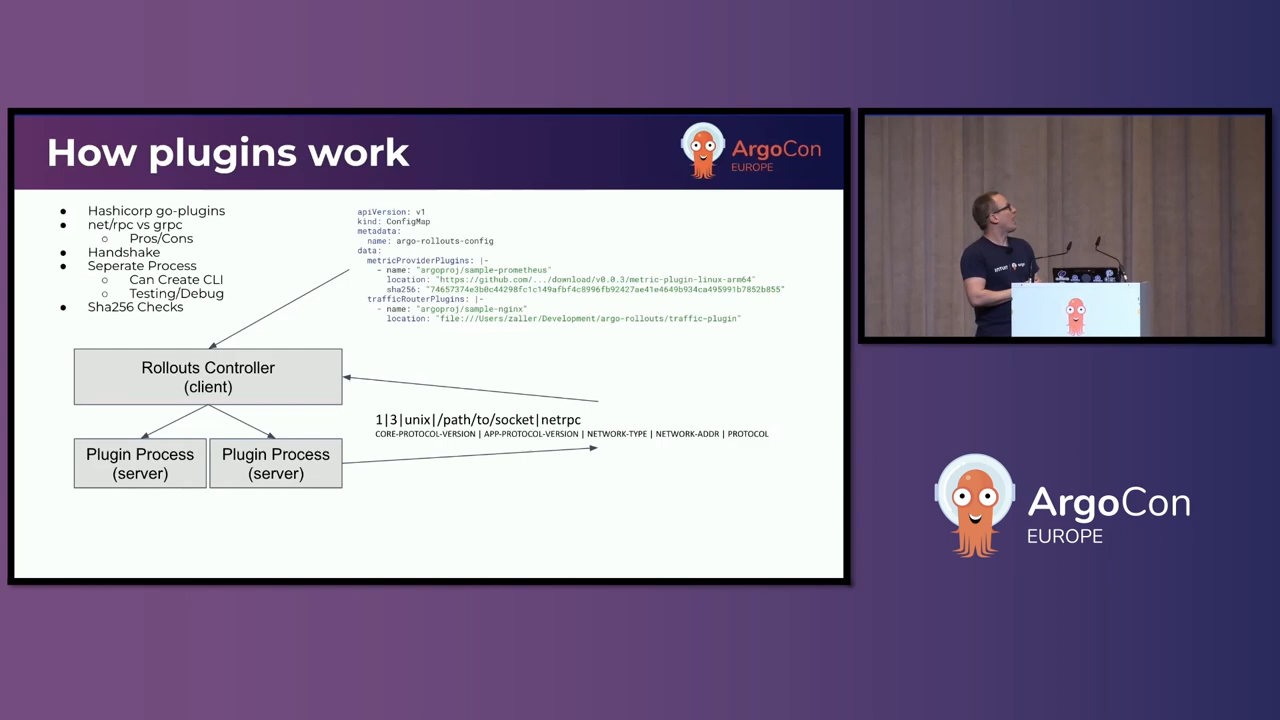 How plugins work
ArgoCon
EUROPE
● Hashicorp go-plugins
● net/rpc vs grpc
○ Pros/Cons
● Handshake
● Seperate Process
○ Can Create CLI
○ Testing/Debug
● Sha256 Checks
apiVersion: v1
kind: ConfigMap
metadata:
name: argo-rollouts-config
data:
metricProviderPlugins: |-
- name: "argoproj/sample-prometheus"
location: "https://github.com/.../download/v0.0.3/metric-plugin-linux-arm64"
sha256: "74657374e3b0c44298fc1c149afbf4c8996fb92427ae41e4649b934ca495991b7852b855"
trafficRouterPlugins: |-
- name: "argoproj/sample-nginx"
location: "file:///Users/zaller/Development/argo-rollouts/traffic-plugin"
Rollouts Controller
(client)
Plugin Process
(server)
Plugin Process
(server)
1|3|unix|/path/to/socket|netrpc
CORE-PROTOCOL-VERSION | APP-PROTOCOL-VERSION | NETWORK-TYPE | NETWORK-ADDR | PROTOCOL
ArgoCon
EUROPE